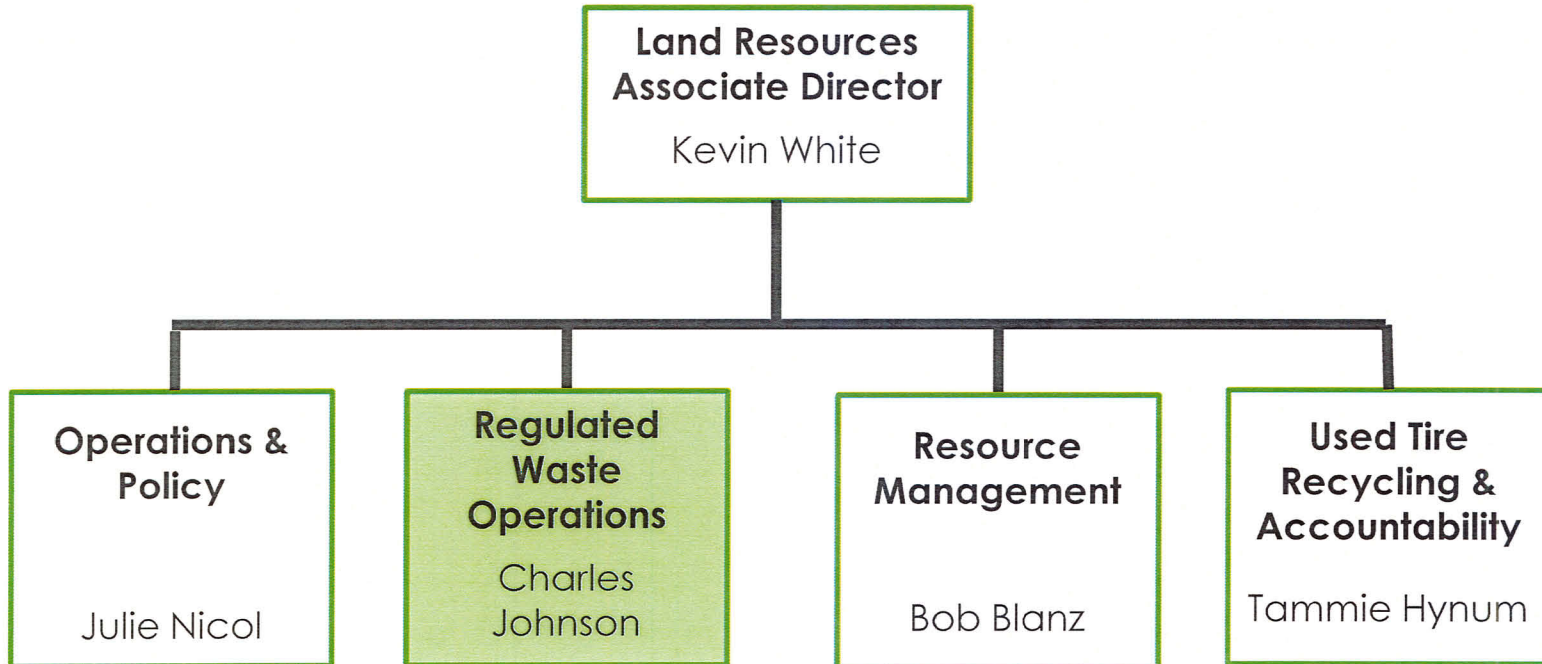 Land Resources
Associate Director
Kevin White
Operations &
Policy
Julie Nicol
Regulated
Waste
Operations
Charles
Johnson
Resource
Management
Bob Blanz
Used Tire
Recycling &
Accountability
Tammie Hynum